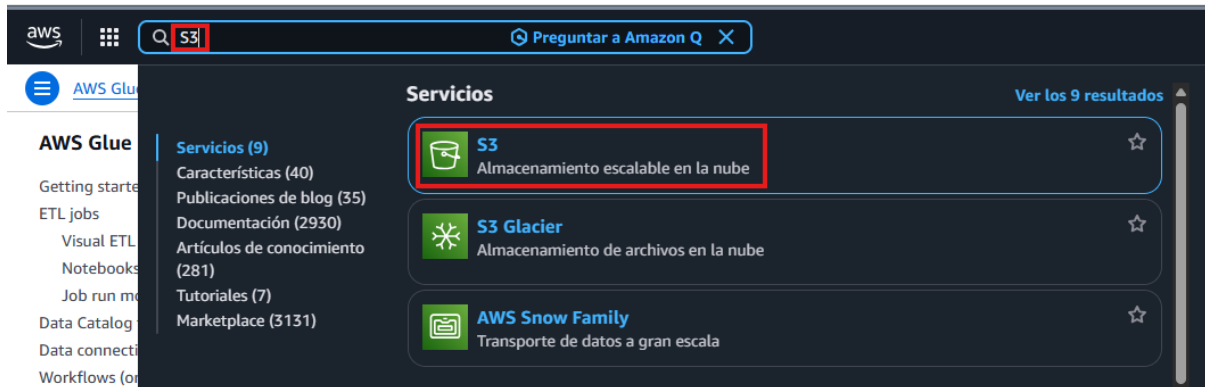 aws
S3
Preguntar a Amazon Q
AWS Glu
AWS Glue
Getting starte
ETL jobs
Visual ETL
Notebooks
Job run mo
Data Catalog
Data connecti
Workflows (or
Servicios (9)
Características (40)
Publicaciones de blog (35)
Documentación (2930)
Artículos de conocimiento
(281)
Tutoriales (7)
Marketplace (3131)
Servicios
Ver los 9 resultados
S3
Almacenamiento escalable en la nube
S3 Glacier
Almacenamiento de archivos en la nube
AWS Snow Family
Transporte de datos a gran escala